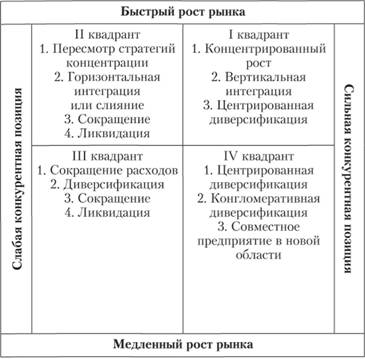 Быстрый рост рынка
Слабая конкурентная позиция
II квадрант
1. Пересмотр стратегий
концентрации
2. Горизонтальная
интеграция
или слияние
3. Сокращение
4. Ликвидация
I квадрант
1. Концентрированный
рост
2. Вертикальная
интеграция
3. Центрированная
диверсификация
Сильная конкурентная позиция
III квадрант
1. Сокращение расходов
2. Диверсификация
3. Сокращение
4. Ликвидация
IV квадрант
1. Центрированная
диверсификация
2. Конгломеративная
диверсификация
3. Совместное
предприятие в новой
области
Медленный рост рынка